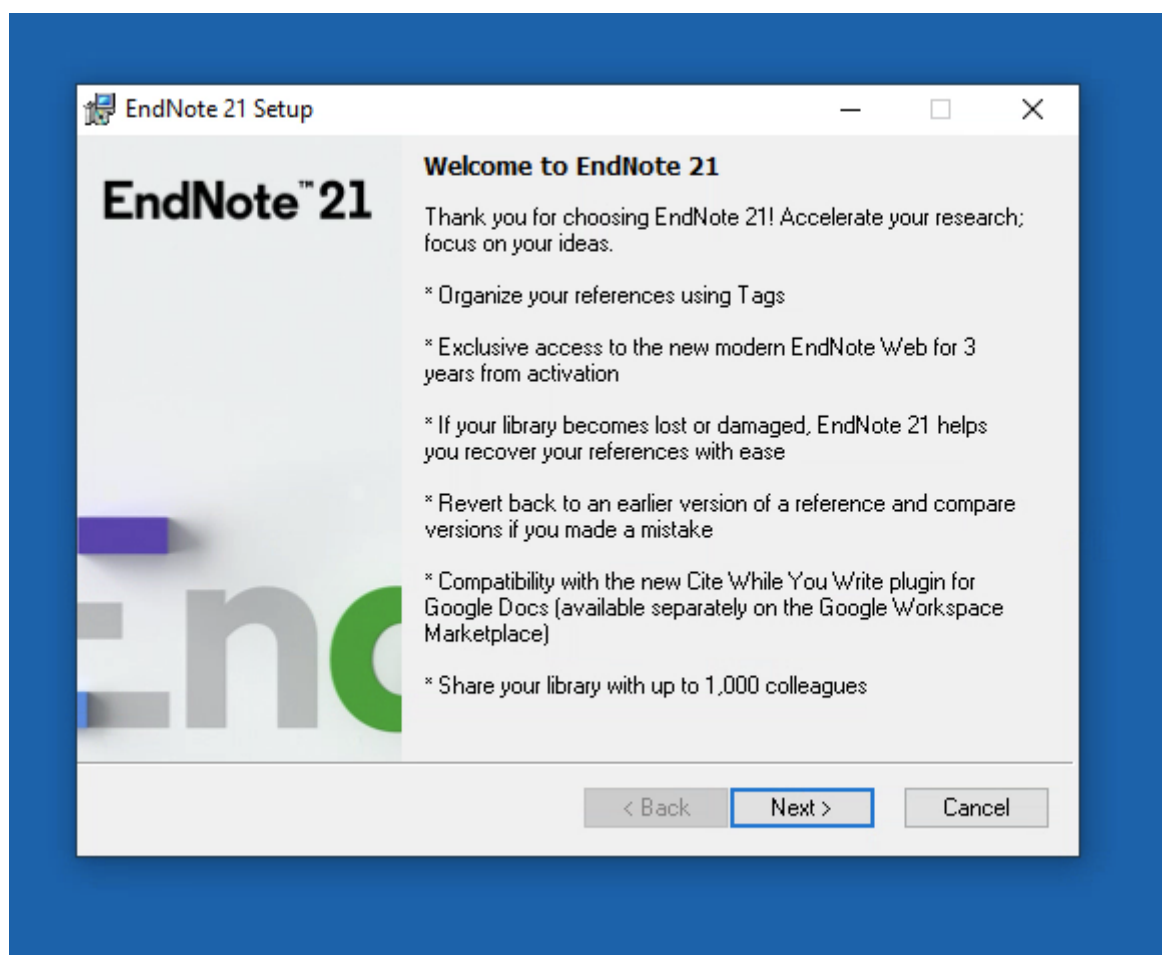 EndNote 21 Setup
EndNote™21
Welcome to EndNote 21
Thank you for choosing EndNote 21! Accelerate your research;
focus on your ideas.
* Organize your references using Tags
* Exclusive access to the new modern EndNote Web for 3
years from activation
* If your library becomes lost or damaged, EndNote 21 helps
you recover your references with ease
* Revert back to an earlier version of a reference and compare
versions if you made a mistake
* Compatibility with the new Cite While You Write plugin for
Google Docs (available separately on the Google Workspace
Marketplace)
* Share your library with up to 1,000 colleagues
En
< Back
Next >
Cancel